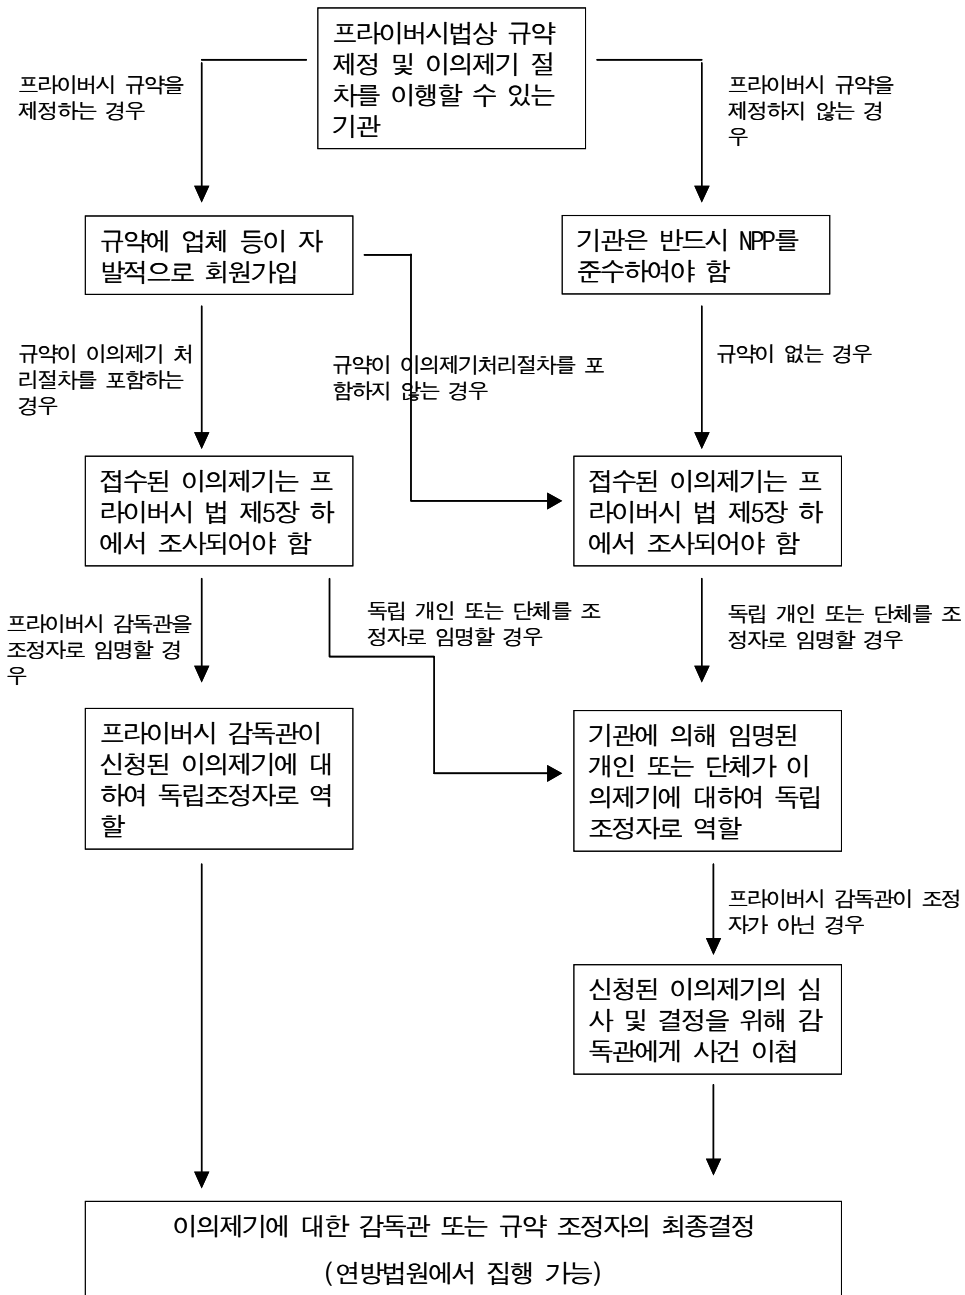 프라이버시법상 규약
제정 및 이의제기 절
차를 이행할 수 있는
기관
프라이버시 규약을
제정하는 경우
프라이버시 규약을
제정하지 않는 경
우
규약에 업체 등이 자
발적으로 회원가입
기관은 반드시 NPP를
준수하여야 함
규약이 이의제기 처
리절차를 포함하는
경우
규약이 이의제기처리절차를 포
함하지 않는 경우
규약이 없는 경우
접수된 이의제기는 프
라이버시 법 제5장 하
에서 조사되어야 함
접수된 이의제기는 프
라이버시 법 제5장 하
에서 조사되어야 함
프라이버시 감독관을
조정자로 임명할 경
우
독립 개인 또는 단체를 조
정자로 임명할 경우
독립 개인 또는 단체를 조
정자로 임명할 경우
프라이버시 감독관이
신청된 이의제기에 대
하여 독립조정자로 역
할
기관에 의해 임명된
개인 또는 단체가 이
의제기에 대하여 독립
조정자로 역할
프라이버시 감독관이 조정
자가 아닌 경우
신청된 이의제기의 심
사 및 결정을 위해 감
독관에게 사건 이첩
이의제기에 대한 감독관 또는 규약 조정자의 최종결정
(연방법원에서 집행 가능)